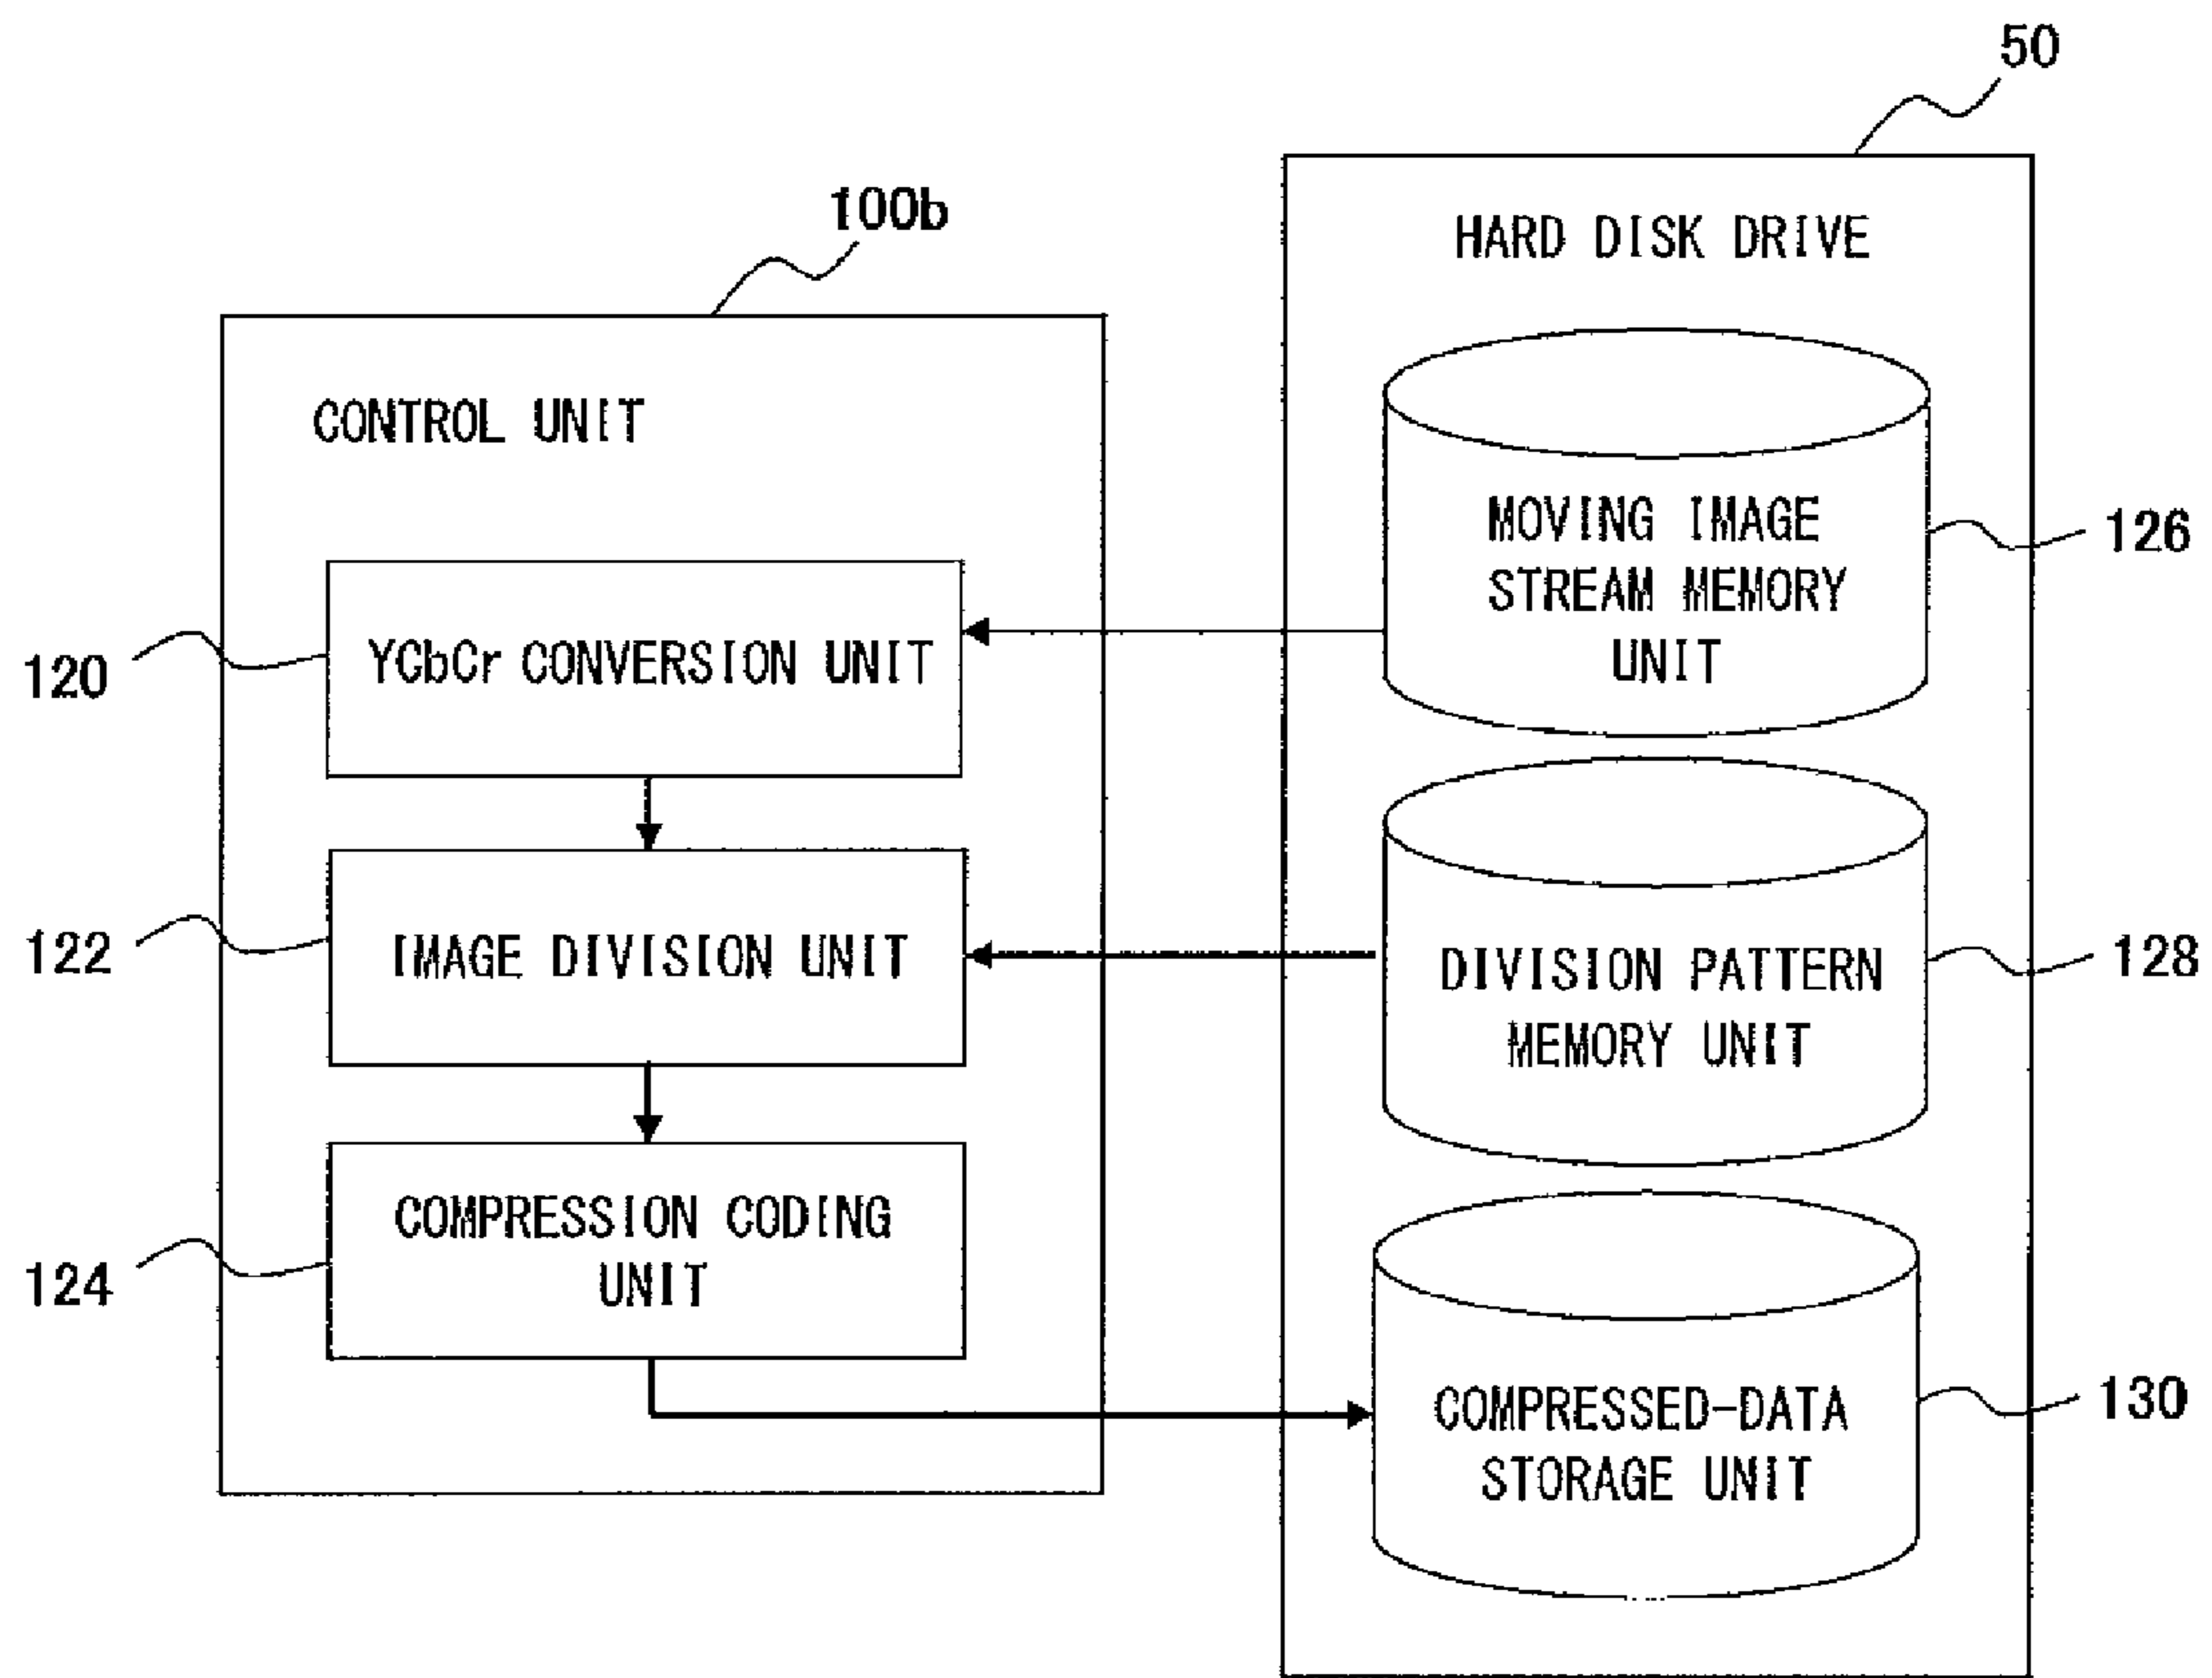 50
100b
HARD DISK DRIVE
CONTROL UNIT
MOVING IMAGE
STREAM MEMORY
UNIT
126
120
YCbCr CONVERSION UNIT
122
IMAGE DIVISION UNIT
DIVISION PATTERN
MEMORY UNIT
128
124
COMPRESSION CODING
UNIT
COMPRESSED-DATA
STORAGE UNIT
130